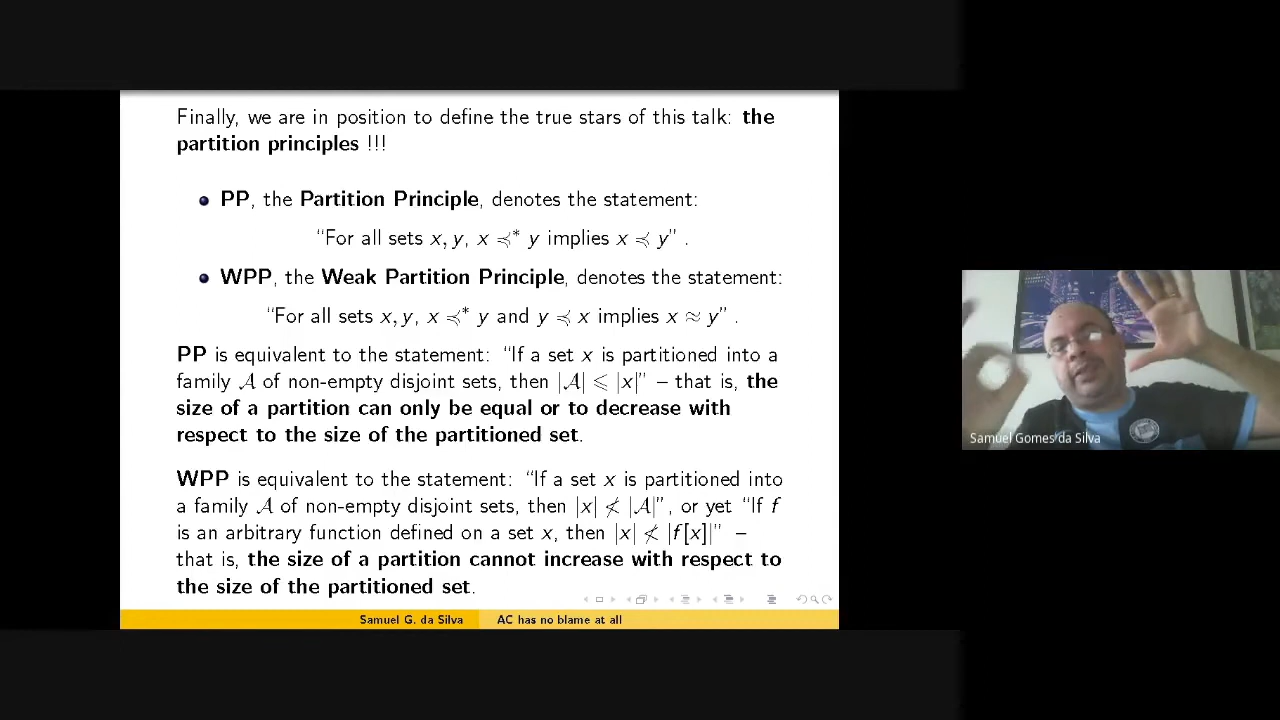 Finally, we are in position to define the true stars of this talk: the
partition principles !!!
PP, the Partition Principle, denotes the statement:
“For all sets x, y, x ≼* y implies x ≼ y” .
WPP, the Weak Partition Principle, denotes the statement:
“For all sets x, y, x ≼* y and y ≼ x implies x ≈ y” .
PP is equivalent to the statement: “If a set x is partitioned into a
family 𝒜 of non-empty disjoint sets, then |𝒜| ⩽ |x|” – that is, the
size of a partition can only be equal or to decrease with
respect to the size of the partitioned set.
WPP is equivalent to the statement: “If a set x is partitioned into
a family 𝒜 of non-empty disjoint sets, then |x| ≮ |𝒜|”, or yet “If f
is an arbitrary function defined on a set x, then |x| ≮ |f[x]|” –
that is, the size of a partition cannot increase with respect to
the size of the partitioned set.
Samuel G. da Silva
AC has no blame at all
Samuel Gomes da Silva